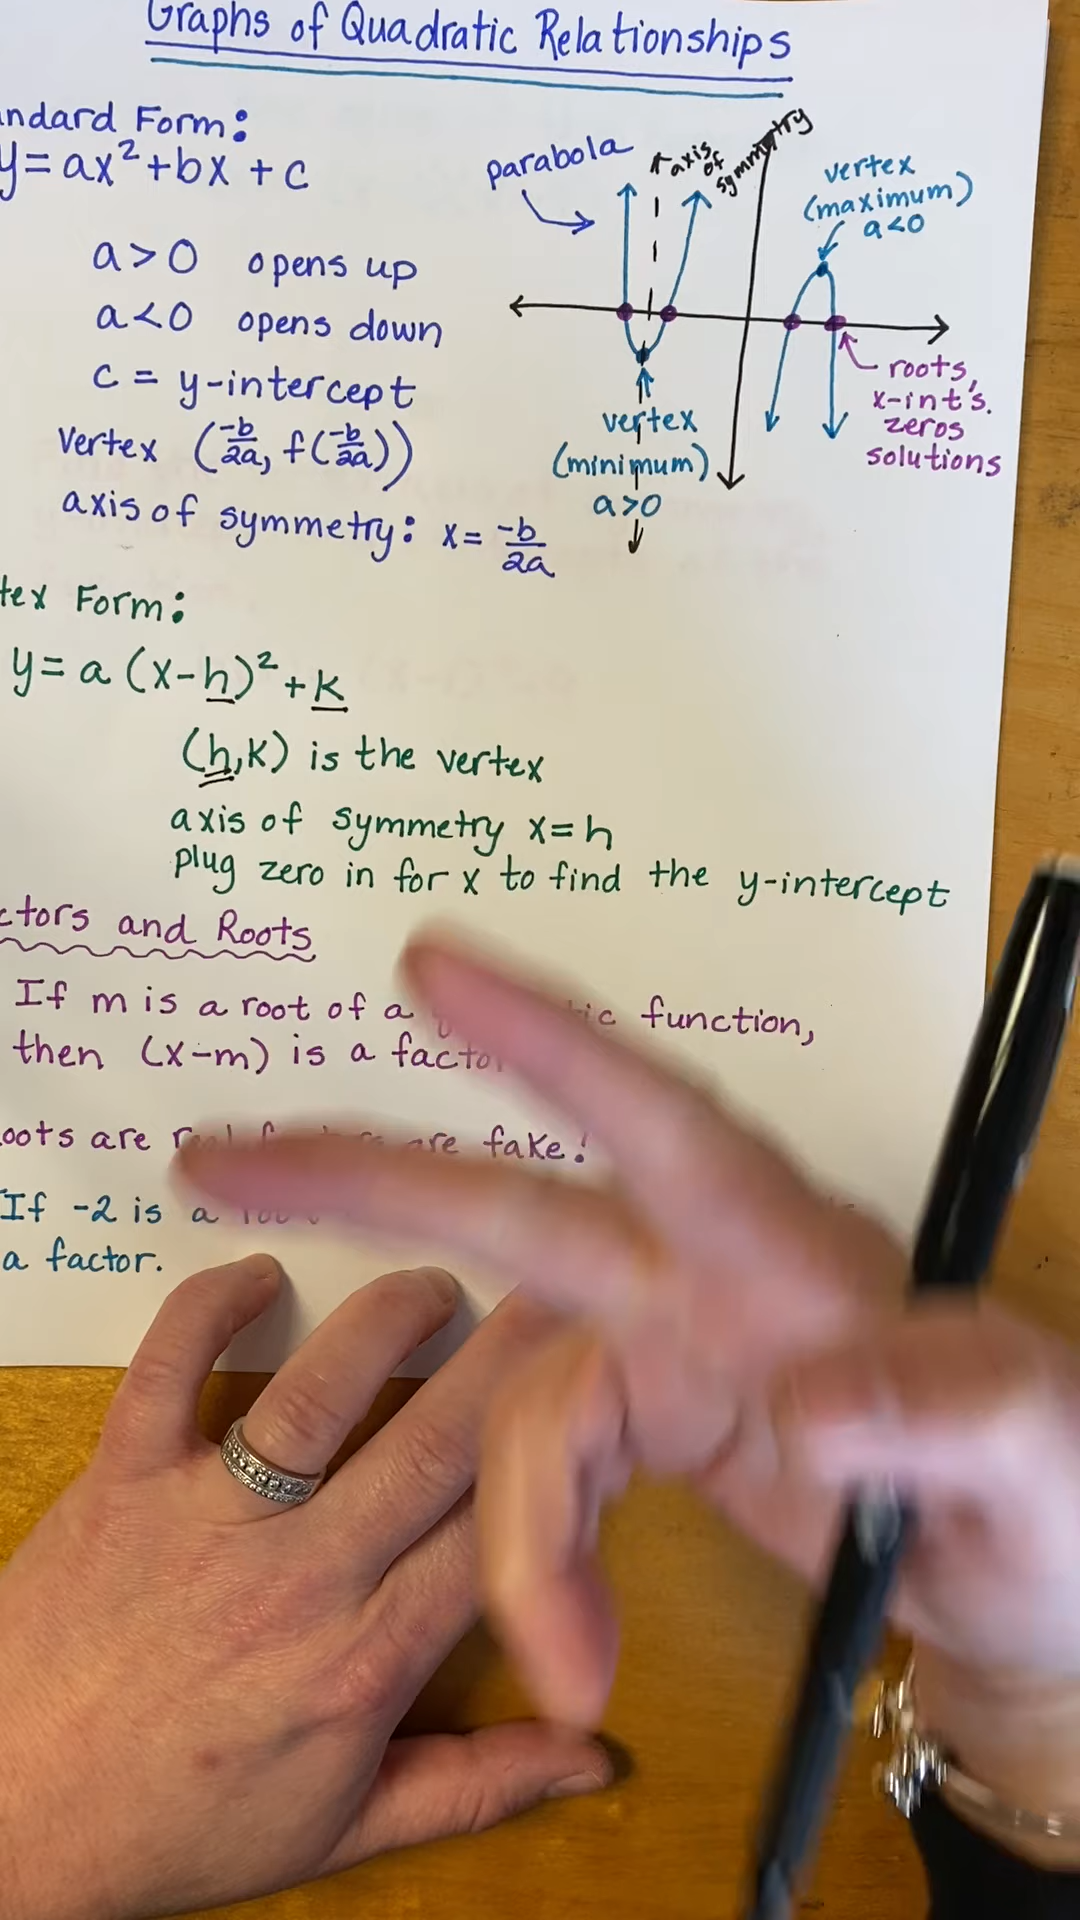 Graphs of Quadratic Relationships
ndard Form:
y = ax² + bx + c
a > 0 opens up
a < 0 opens down
c = y-intercept
vertex (-b/2a, f(-b/2a))
axis of symmetry: x = -b/2a
parabola
axis of symmetry
vertex
(maximum)
a<0
vertex
(minimum)
a>0
roots,
x-int's.
zeros
solutions
tex Form:
y = a (x-h)² + k
(h,k) is the vertex
axis of symmetry x=h
plug zero in for x to find the y-intercept
ctors and Roots
If m is a root of a function,
then (x-m) is a facto
oots are are fake!
If -2 is a
a factor.